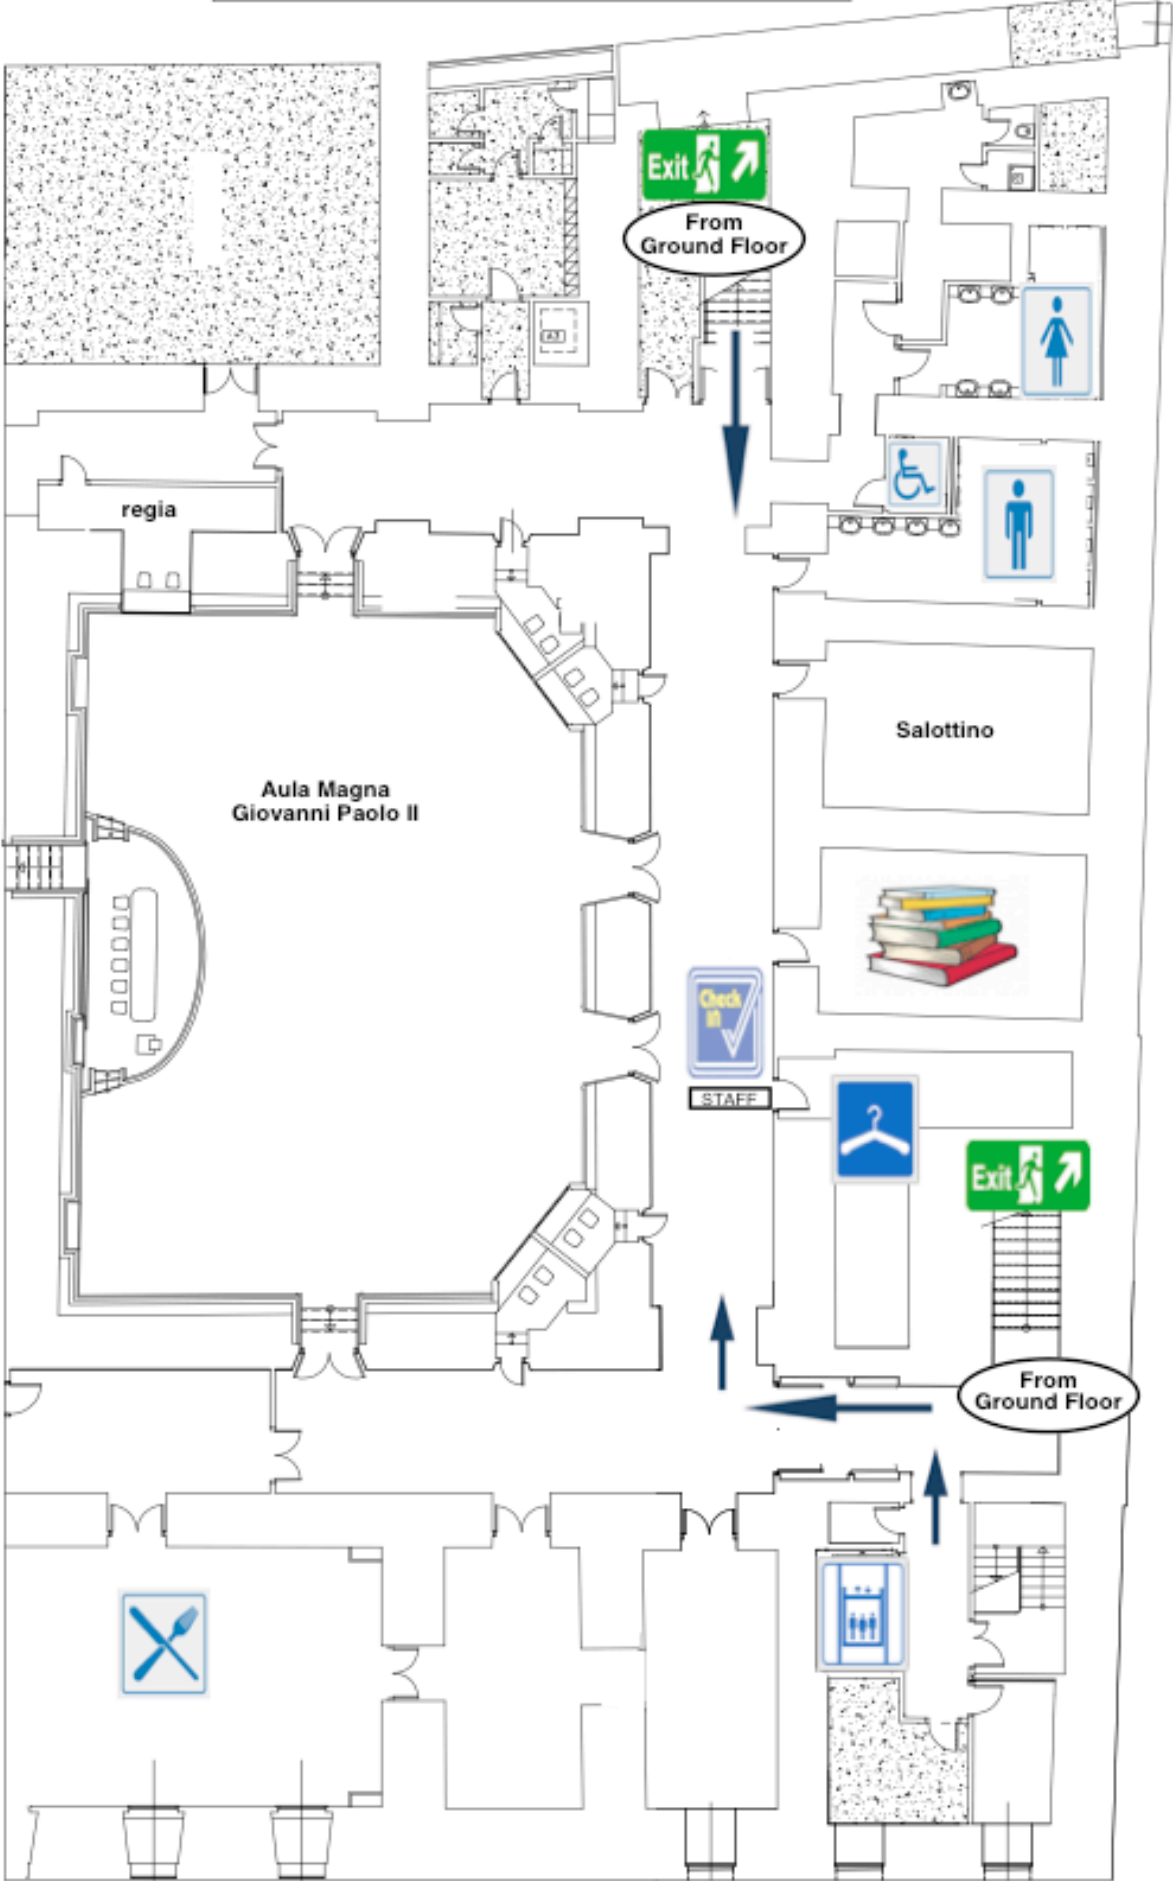 Exit
From
Ground Floor
regia
Salottino
Aula Magna
Giovanni Paolo II
Check
in
STAFF
Exit
From
Ground Floor